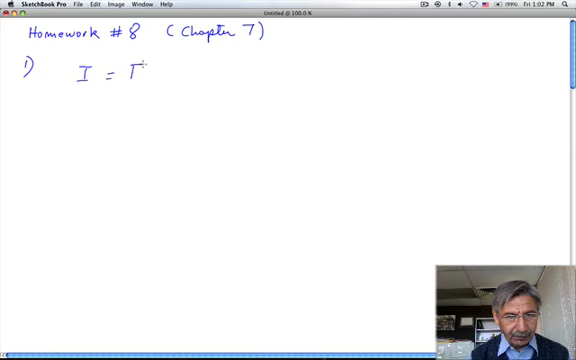 SketchBook Pro File Edit Image Window Help (99%) Fri 1:02 PM
Untitled @ 100.0 %
Homework # 8 (Chapter 7)
1) I =